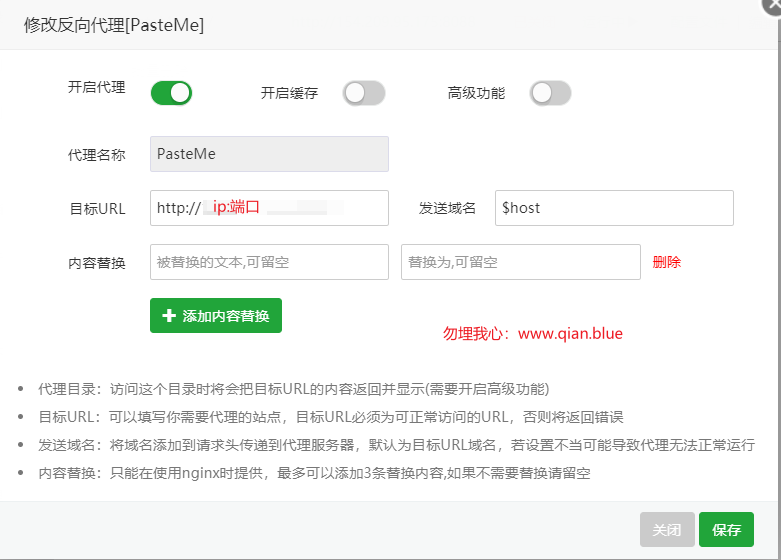 修改反向代理[PasteMe]
开启代理 开启缓存 高级功能
代理名称 PasteMe
目标URL http:// ip:端口 发送域名 $host
内容替换 被替换的文本,可留空 替换为,可留空 删除
添加内容替换
勿埋我心：www.qian.blue
代理目录：访问这个目录时将会把目标URL的内容返回并显示(需要开启高级功能)
目标URL：可以填写你需要代理的站点，目标URL必须为可正常访问的URL，否则将返回错误
发送域名：将域名添加到请求头传递到代理服务器，默认为目标URL域名，若设置不当可能导致代理无法正常运行
内容替换：只能在使用nginx时提供，最多可以添加3条替换内容,如果不需要替换请留空
关闭 保存